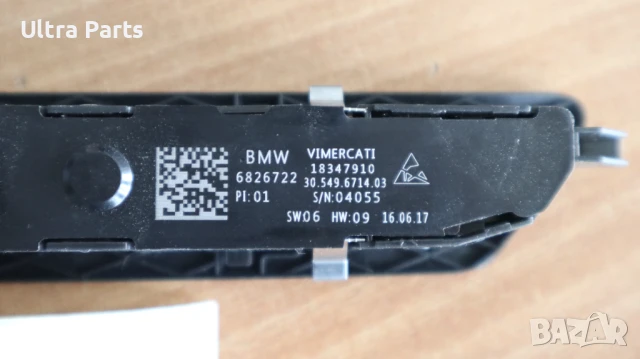 Ultra Parts
BMW VIMERCATI
18347910
6826722 30.549.6714.03
PI:01 S/N:04055
SW06 HW:09 16.06.17
BAZAR